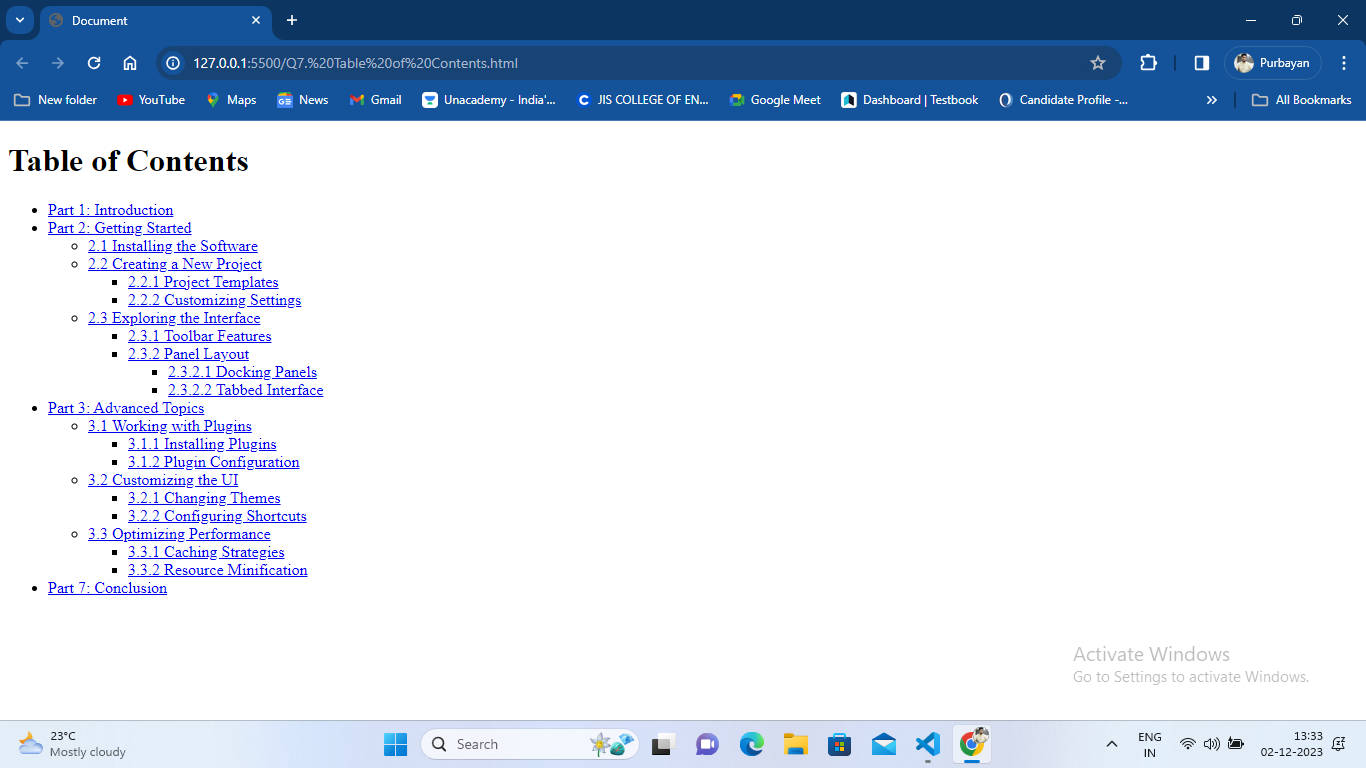 Document
127.0.0.1:5500/Q7.%20Table%20of%20Contents.html
Purbayan
New folder YouTube Maps News Gmail Unacademy - India'... JIS COLLEGE OF EN... Google Meet Dashboard | Testbook Candidate Profile -... » All Bookmarks
Table of Contents
Part 1: Introduction
Part 2: Getting Started
2.1 Installing the Software
2.2 Creating a New Project
2.2.1 Project Templates
2.2.2 Customizing Settings
2.3 Exploring the Interface
2.3.1 Toolbar Features
2.3.2 Panel Layout
2.3.2.1 Docking Panels
2.3.2.2 Tabbed Interface
Part 3: Advanced Topics
3.1 Working with Plugins
3.1.1 Installing Plugins
3.1.2 Plugin Configuration
3.2 Customizing the UI
3.2.1 Changing Themes
3.2.2 Configuring Shortcuts
3.3 Optimizing Performance
3.3.1 Caching Strategies
3.3.2 Resource Minification
Part 7: Conclusion
Activate Windows
Go to Settings to activate Windows.
23°C
Mostly cloudy
Search
ENG
IN
13:33
02-12-2023